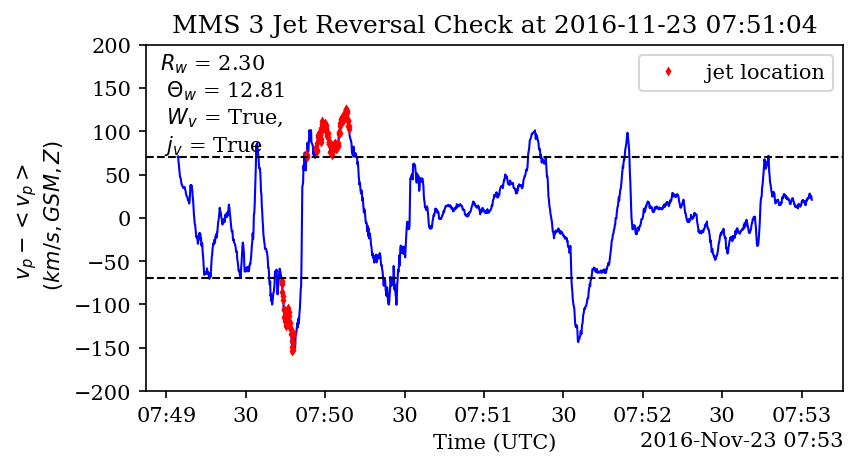 MMS 3 Jet Reversal Check at 2016-11-23 07:51:04
R_w = 2.30
Θ_w = 12.81
W_v = True,
j_v = True
jet location
v_p − < v_p >
(km/s, GSM, Z)
200
150
100
50
0
−50
−100
−150
−200
07:49 30 07:50 30 07:51 30 07:52 30 07:53
Time (UTC)
2016-Nov-23 07:53